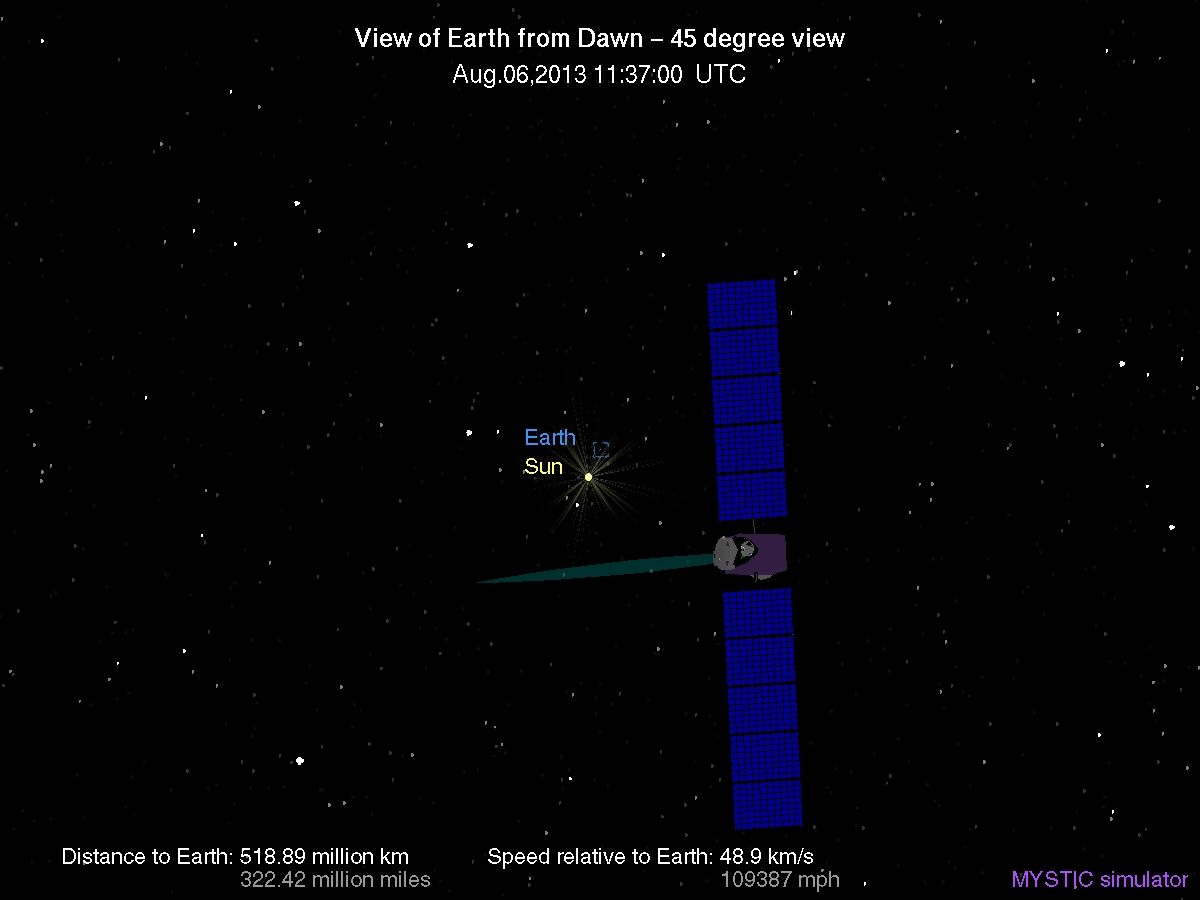 View of Earth from Dawn – 45 degree view
Aug.06,2013 11:37:00 UTC
Earth
Sun
Distance to Earth: 518.89 million km
322.42 million miles
Speed relative to Earth: 48.9 km/s
109387 mph
MYSTIC simulator